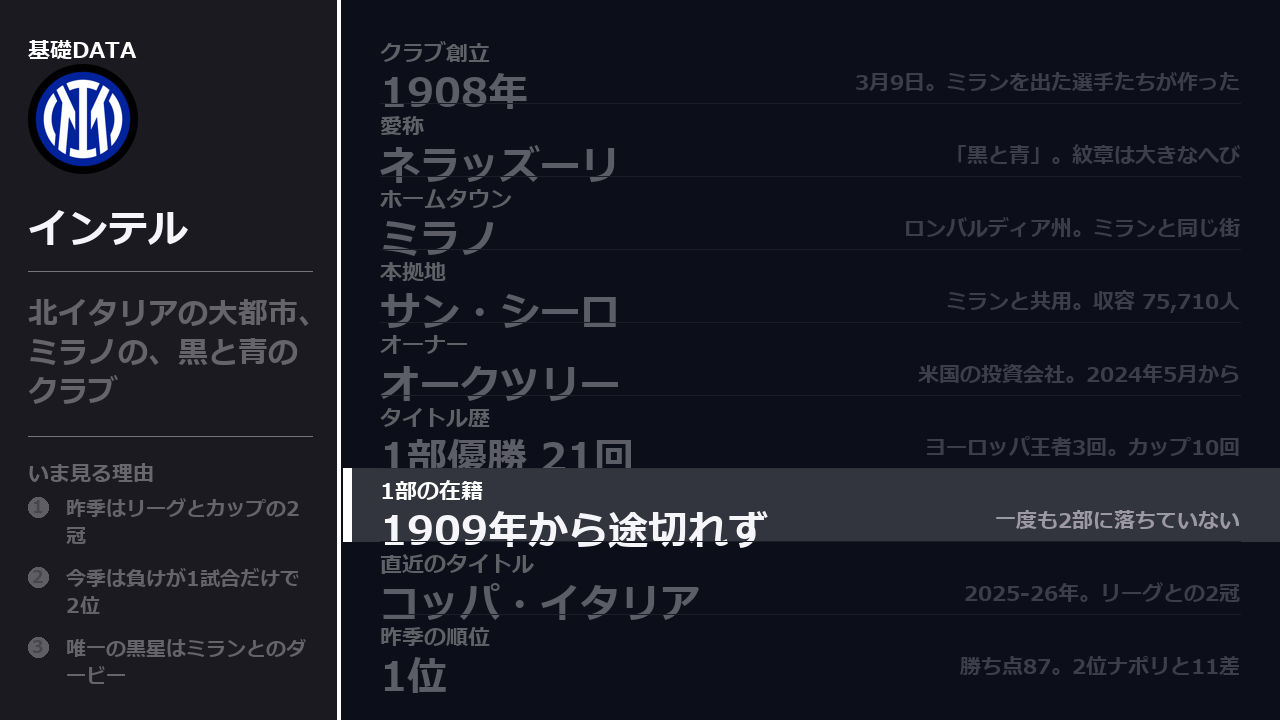 基礎DATA
インテル
北イタリアの大都市、
ミラノの、黒と青の
クラブ
いま見る理由
1 昨季はリーグとカップの2
冠
2 今季は負けが1試合だけで
2位
3 唯一の黒星はミランとのダ
ービー
クラブ創立
1908年 3月9日。ミランを出た選手たちが作った
愛称
ネラッズーリ 「黒と青」。紋章は大きなへび
ホームタウン
ミラノ ロンバルディア州。ミランと同じ街
本拠地
サン・シーロ ミランと共用。収容 75,710人
オーナー
オークツリー 米国の投資会社。2024年5月から
タイトル歴
1部優勝 21回 ヨーロッパ王者3回。カップ10回
1部の在籍
1909年から途切れず 一度も2部に落ちていない
直近のタイトル
コッパ・イタリア 2025-26年。リーグとの2冠
昨季の順位
1位 勝ち点87。2位ナポリと11差